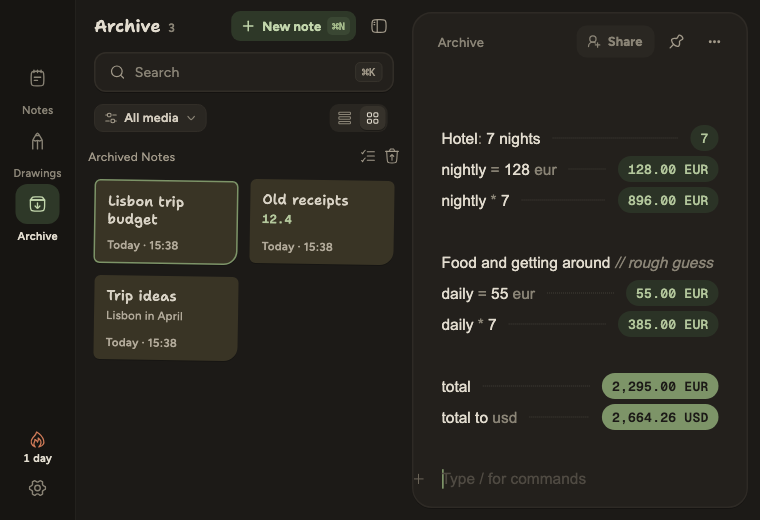 Notes
Drawings
Archive
1 day
Archive 3
+ New note ⌘N
Search ⌘K
All media
Archived Notes
Lisbon trip
budget
Today · 15:38
Old receipts
12.4
Today · 15:38
Trip ideas
Lisbon in April
Today · 15:38
Archive
Share
Hotel: 7 nights 7
nightly = 128 eur 128.00 EUR
nightly * 7 896.00 EUR
Food and getting around // rough guess
daily = 55 eur 55.00 EUR
daily * 7 385.00 EUR
total 2,295.00 EUR
total to usd 2,664.26 USD
Type / for commands